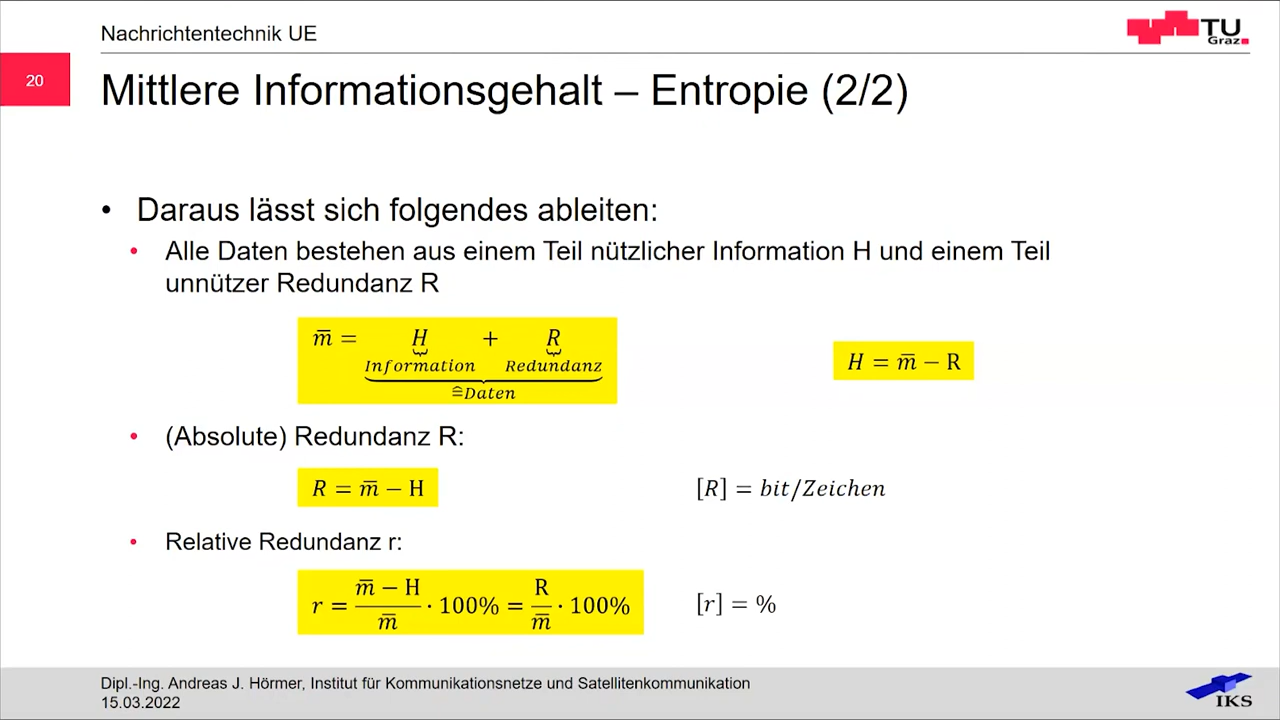 Nachrichtentechnik UE
TU
Graz
20
Mittlere Informationsgehalt – Entropie (2/2)
• Daraus lässt sich folgendes ableiten:
• Alle Daten bestehen aus einem Teil nützlicher Information H und einem Teil
unnützer Redundanz R
m̅ = H + R
Information Redundanz
≙Daten
H = m̅ − R
• (Absolute) Redundanz R:
R = m̅ − H
[R] = bit/Zeichen
• Relative Redundanz r:
r = (m̅ − H)/m̅ · 100% = R/m̅ · 100%
[r] = %
Dipl.-Ing. Andreas J. Hörmer, Institut für Kommunikationsnetze und Satellitenkommunikation
15.03.2022
IKS